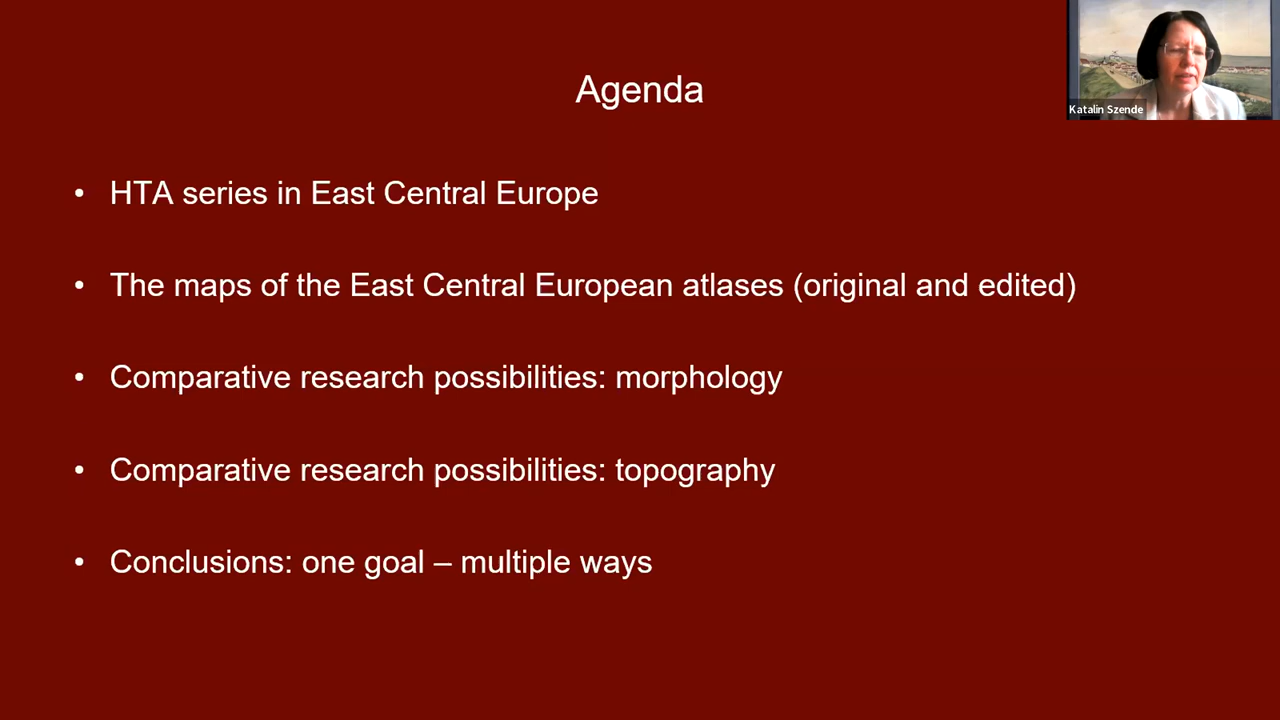 Agenda
Katalin Szende
• HTA series in East Central Europe
• The maps of the East Central European atlases (original and edited)
• Comparative research possibilities: morphology
• Comparative research possibilities: topography
• Conclusions: one goal – multiple ways